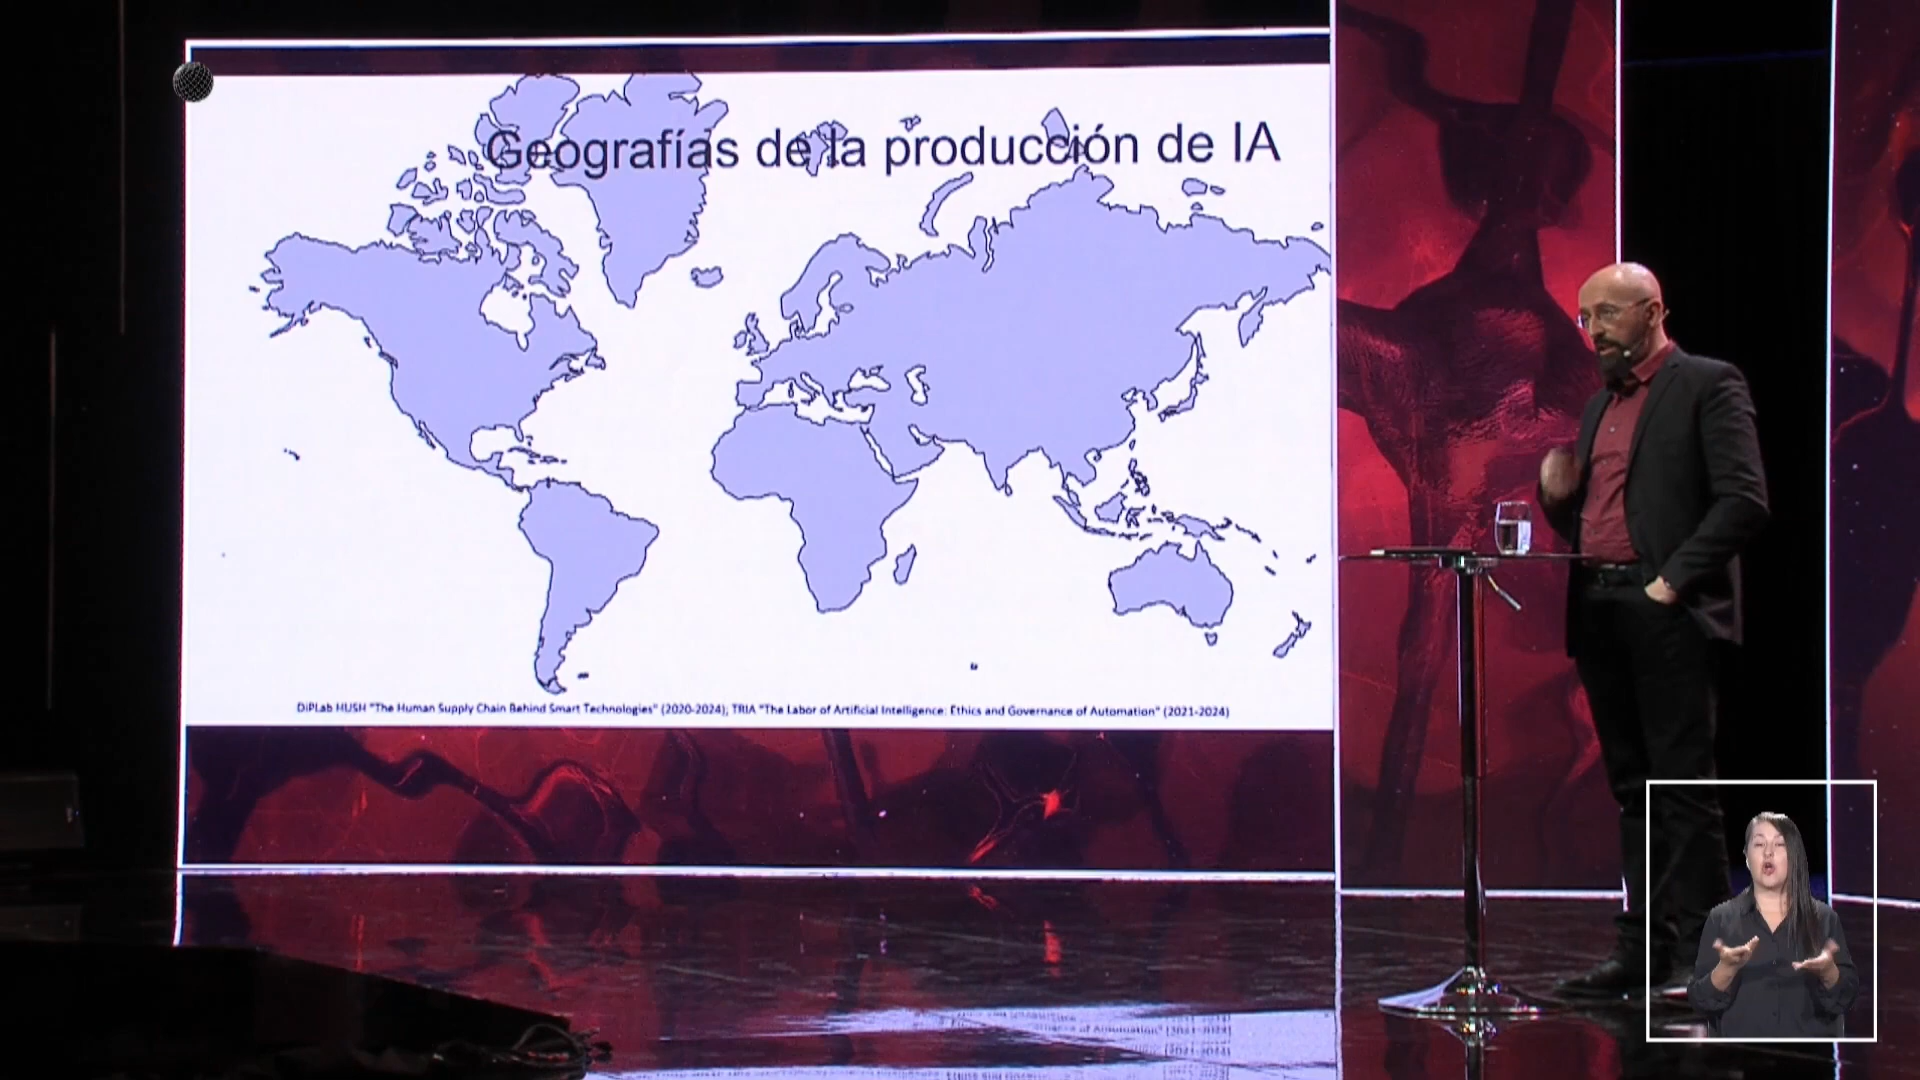 Geografías de la producción de IA
DiPLab HUSH "The Human Supply Chain Behind Smart Technologies" (2020-2024); TRIA "The Labor of Artificial Intelligence: Ethics and Governance of Automation" (2021-2024)